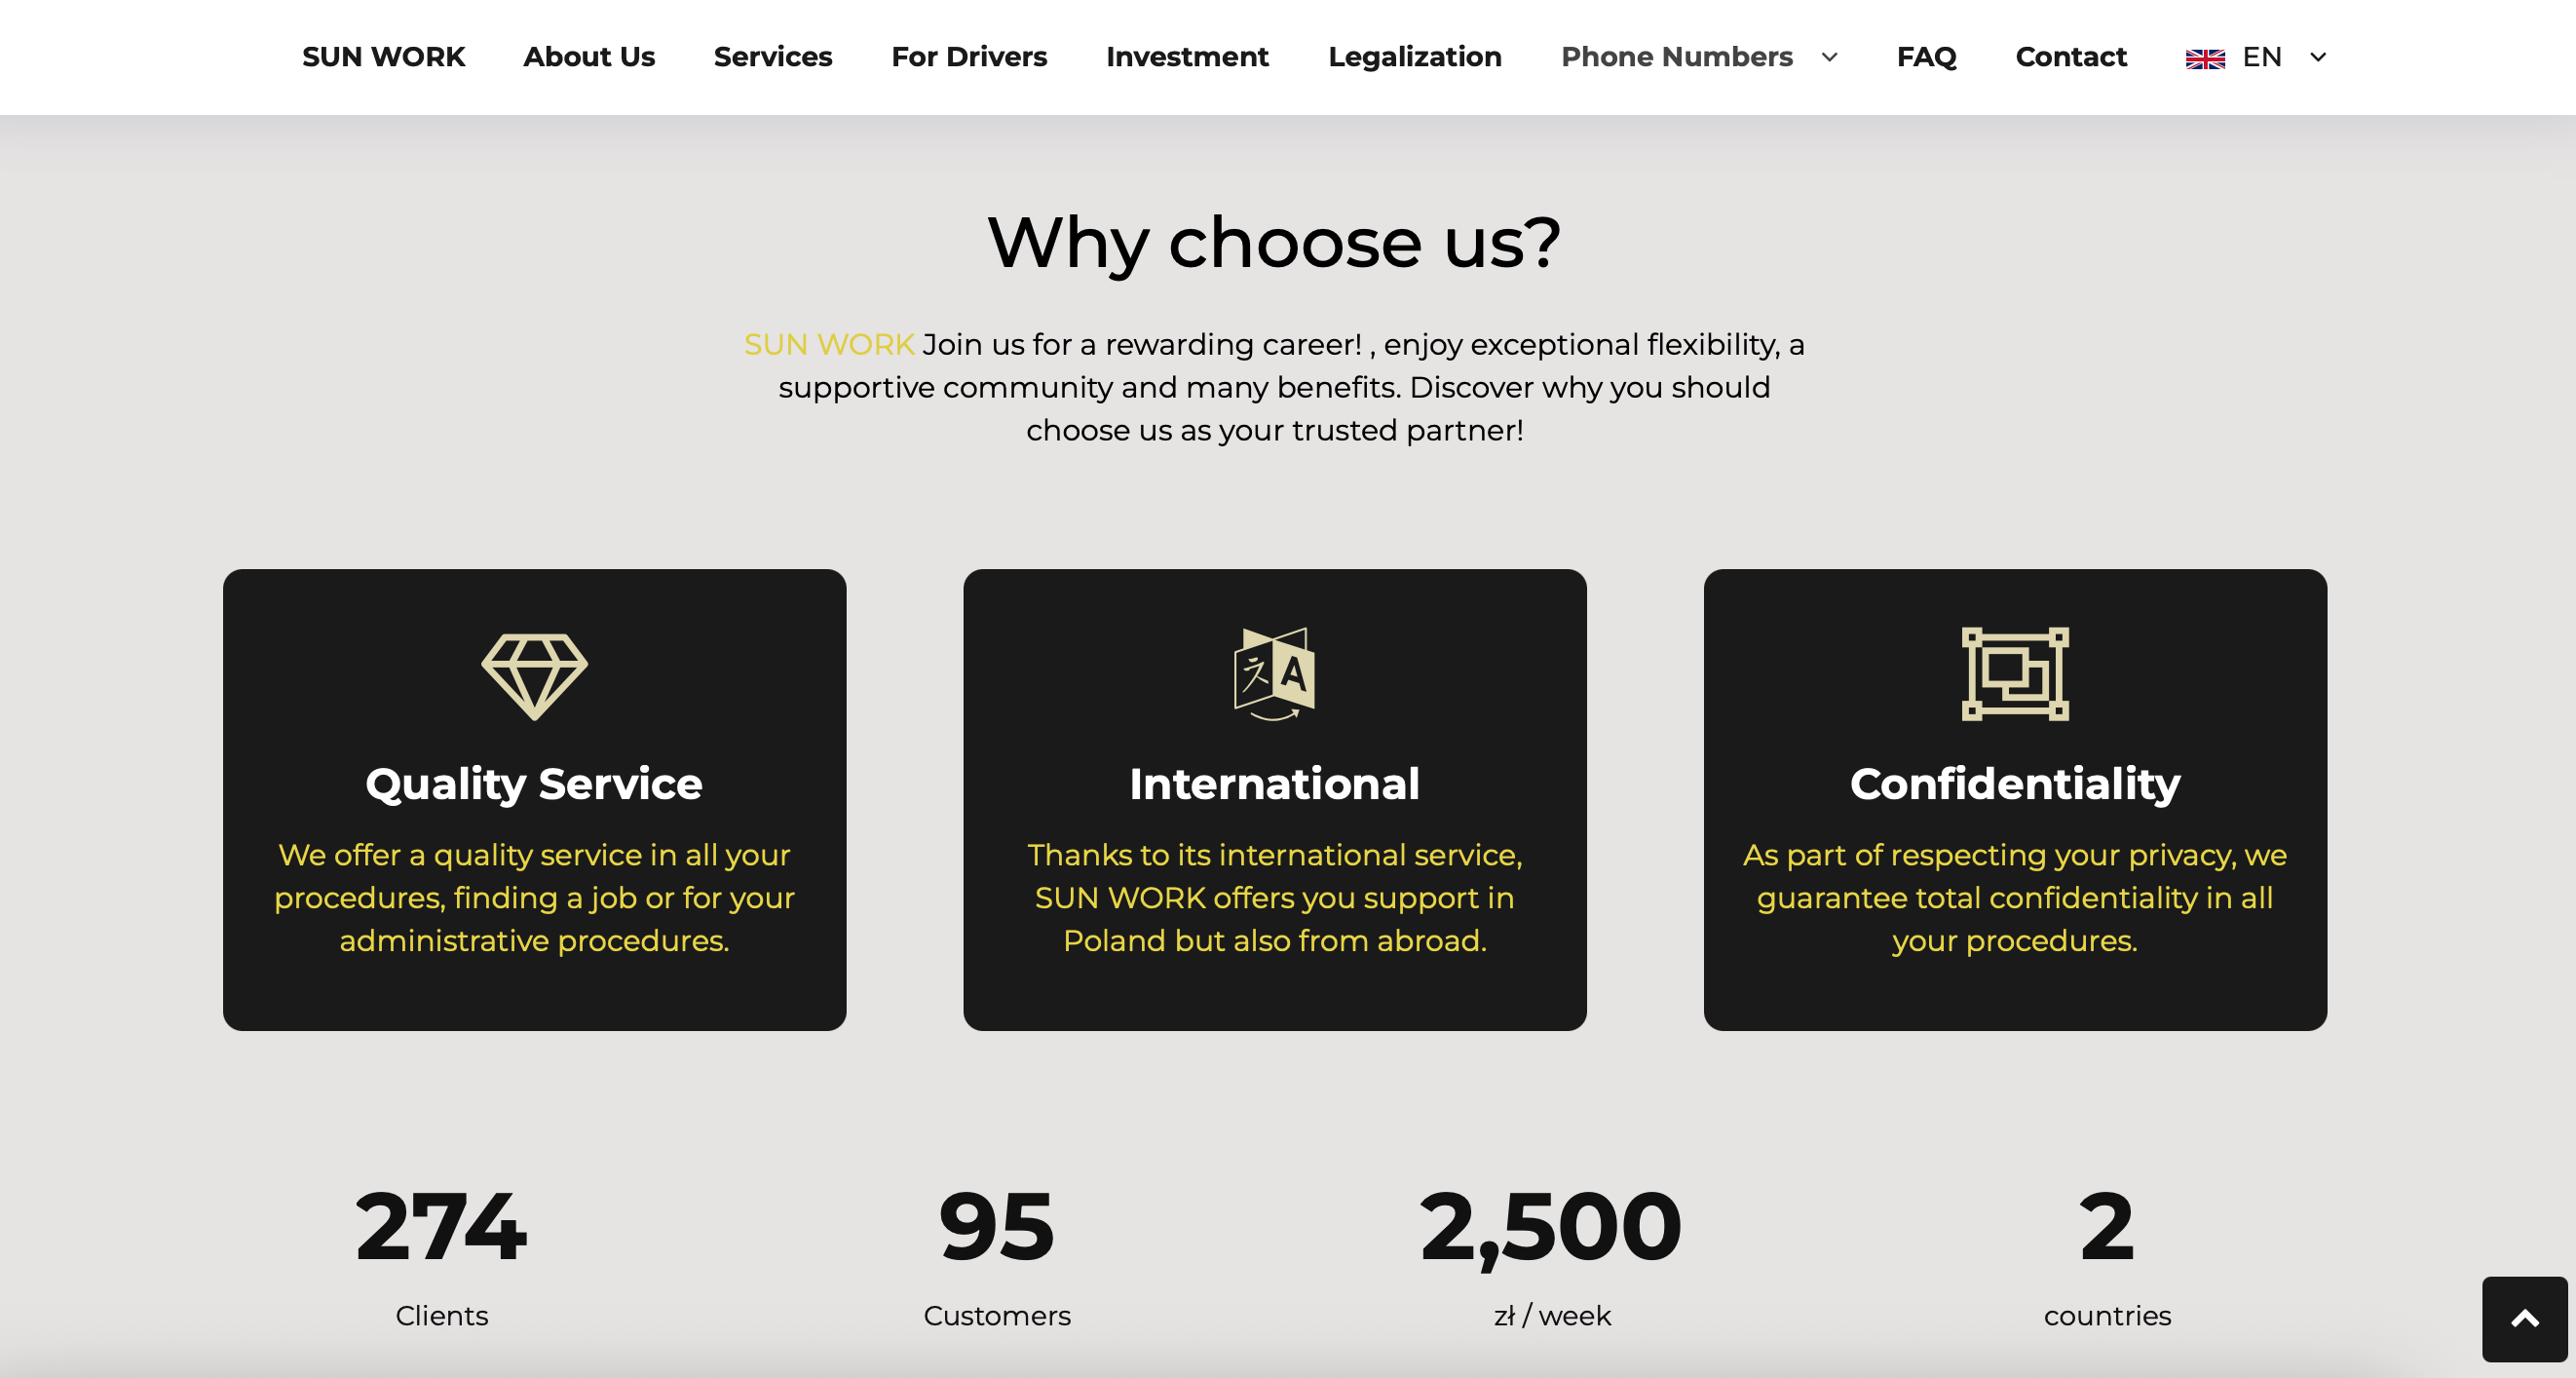 SUN WORK About Us Services For Drivers Investment Legalization Phone Numbers FAQ Contact EN
Why choose us?
SUN WORK Join us for a rewarding career! , enjoy exceptional flexibility, a
supportive community and many benefits. Discover why you should
choose us as your trusted partner!
Quality Service
We offer a quality service in all your
procedures, finding a job or for your
administrative procedures.
International
Thanks to its international service,
SUN WORK offers you support in
Poland but also from abroad.
Confidentiality
As part of respecting your privacy, we
guarantee total confidentiality in all
your procedures.
274
Clients
95
Customers
2,500
zł / week
2
countries